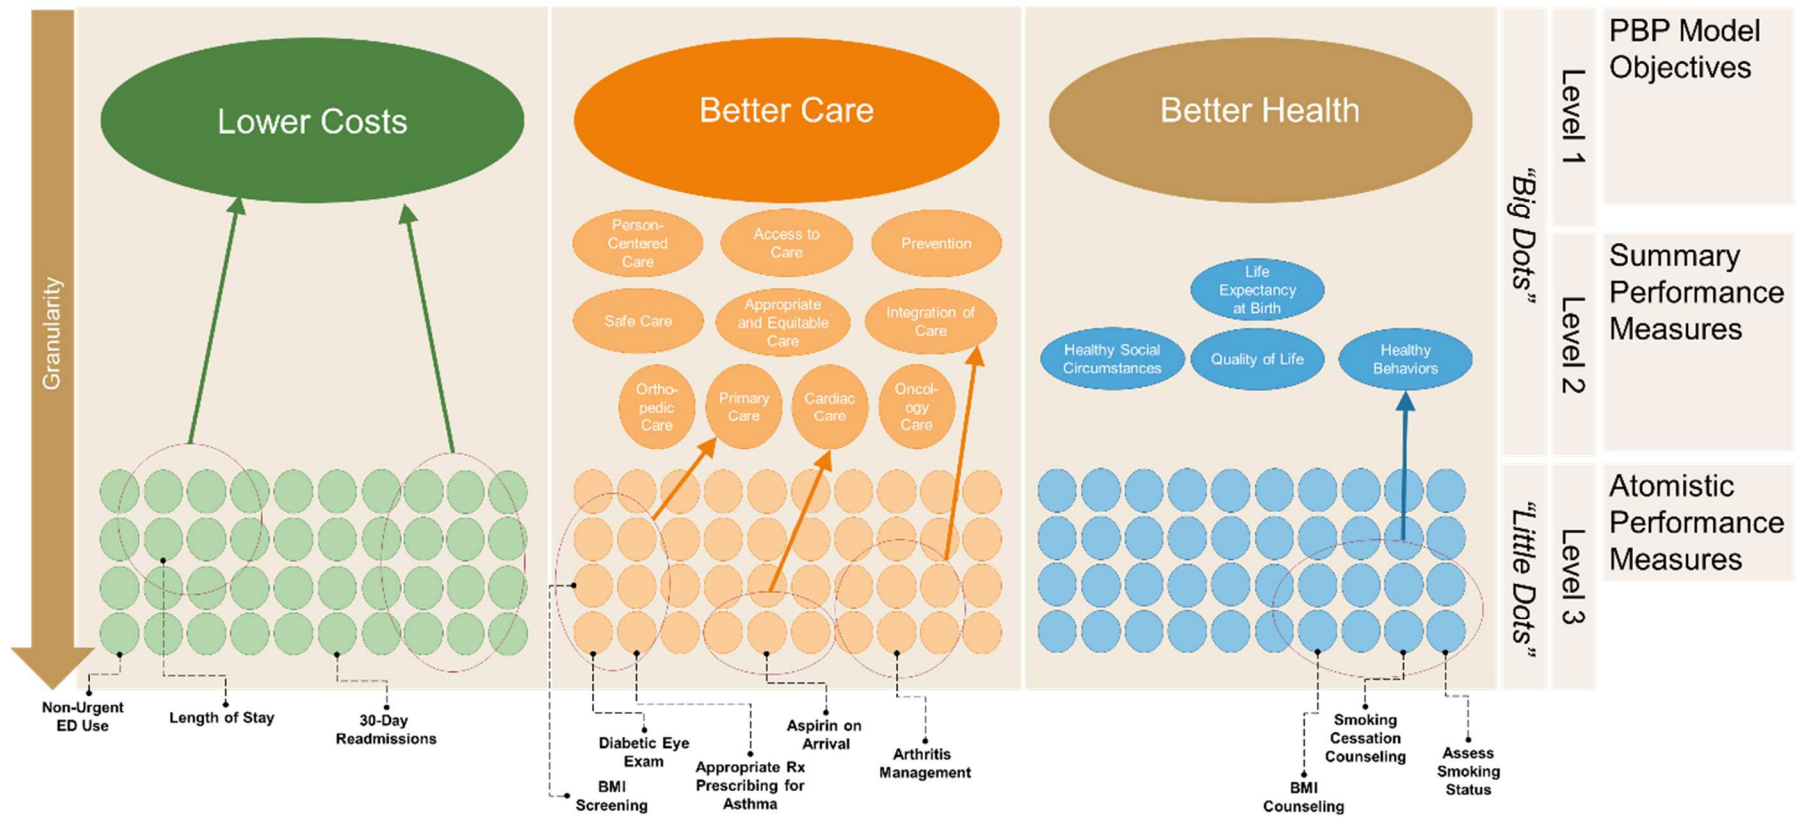 Granularity
Lower Costs
Better Care
Better Health
Person-
Centered
Care
Access to
Care
Prevention
Safe Care
Appropriate
and Equitable
Care
Integration of
Care
Ortho-
pedic
Care
Primary
Care
Cardiac
Care
Oncol-
ogy
Care
Life
Expectancy
at Birth
Healthy Social
Circumstances
Quality of Life
Healthy
Behaviors
“Big Dots”
“Little Dots”
Level 1
Level 2
Level 3
PBP Model
Objectives
Summary
Performance
Measures
Atomistic
Performance
Measures
Non-Urgent
ED Use
Length of Stay
30-Day
Readmissions
BMI
Screening
Diabetic Eye
Exam
Appropriate Rx
Prescribing for
Asthma
Aspirin on
Arrival
Arthritis
Management
BMI
Counseling
Smoking
Cessation
Counseling
Assess
Smoking
Status